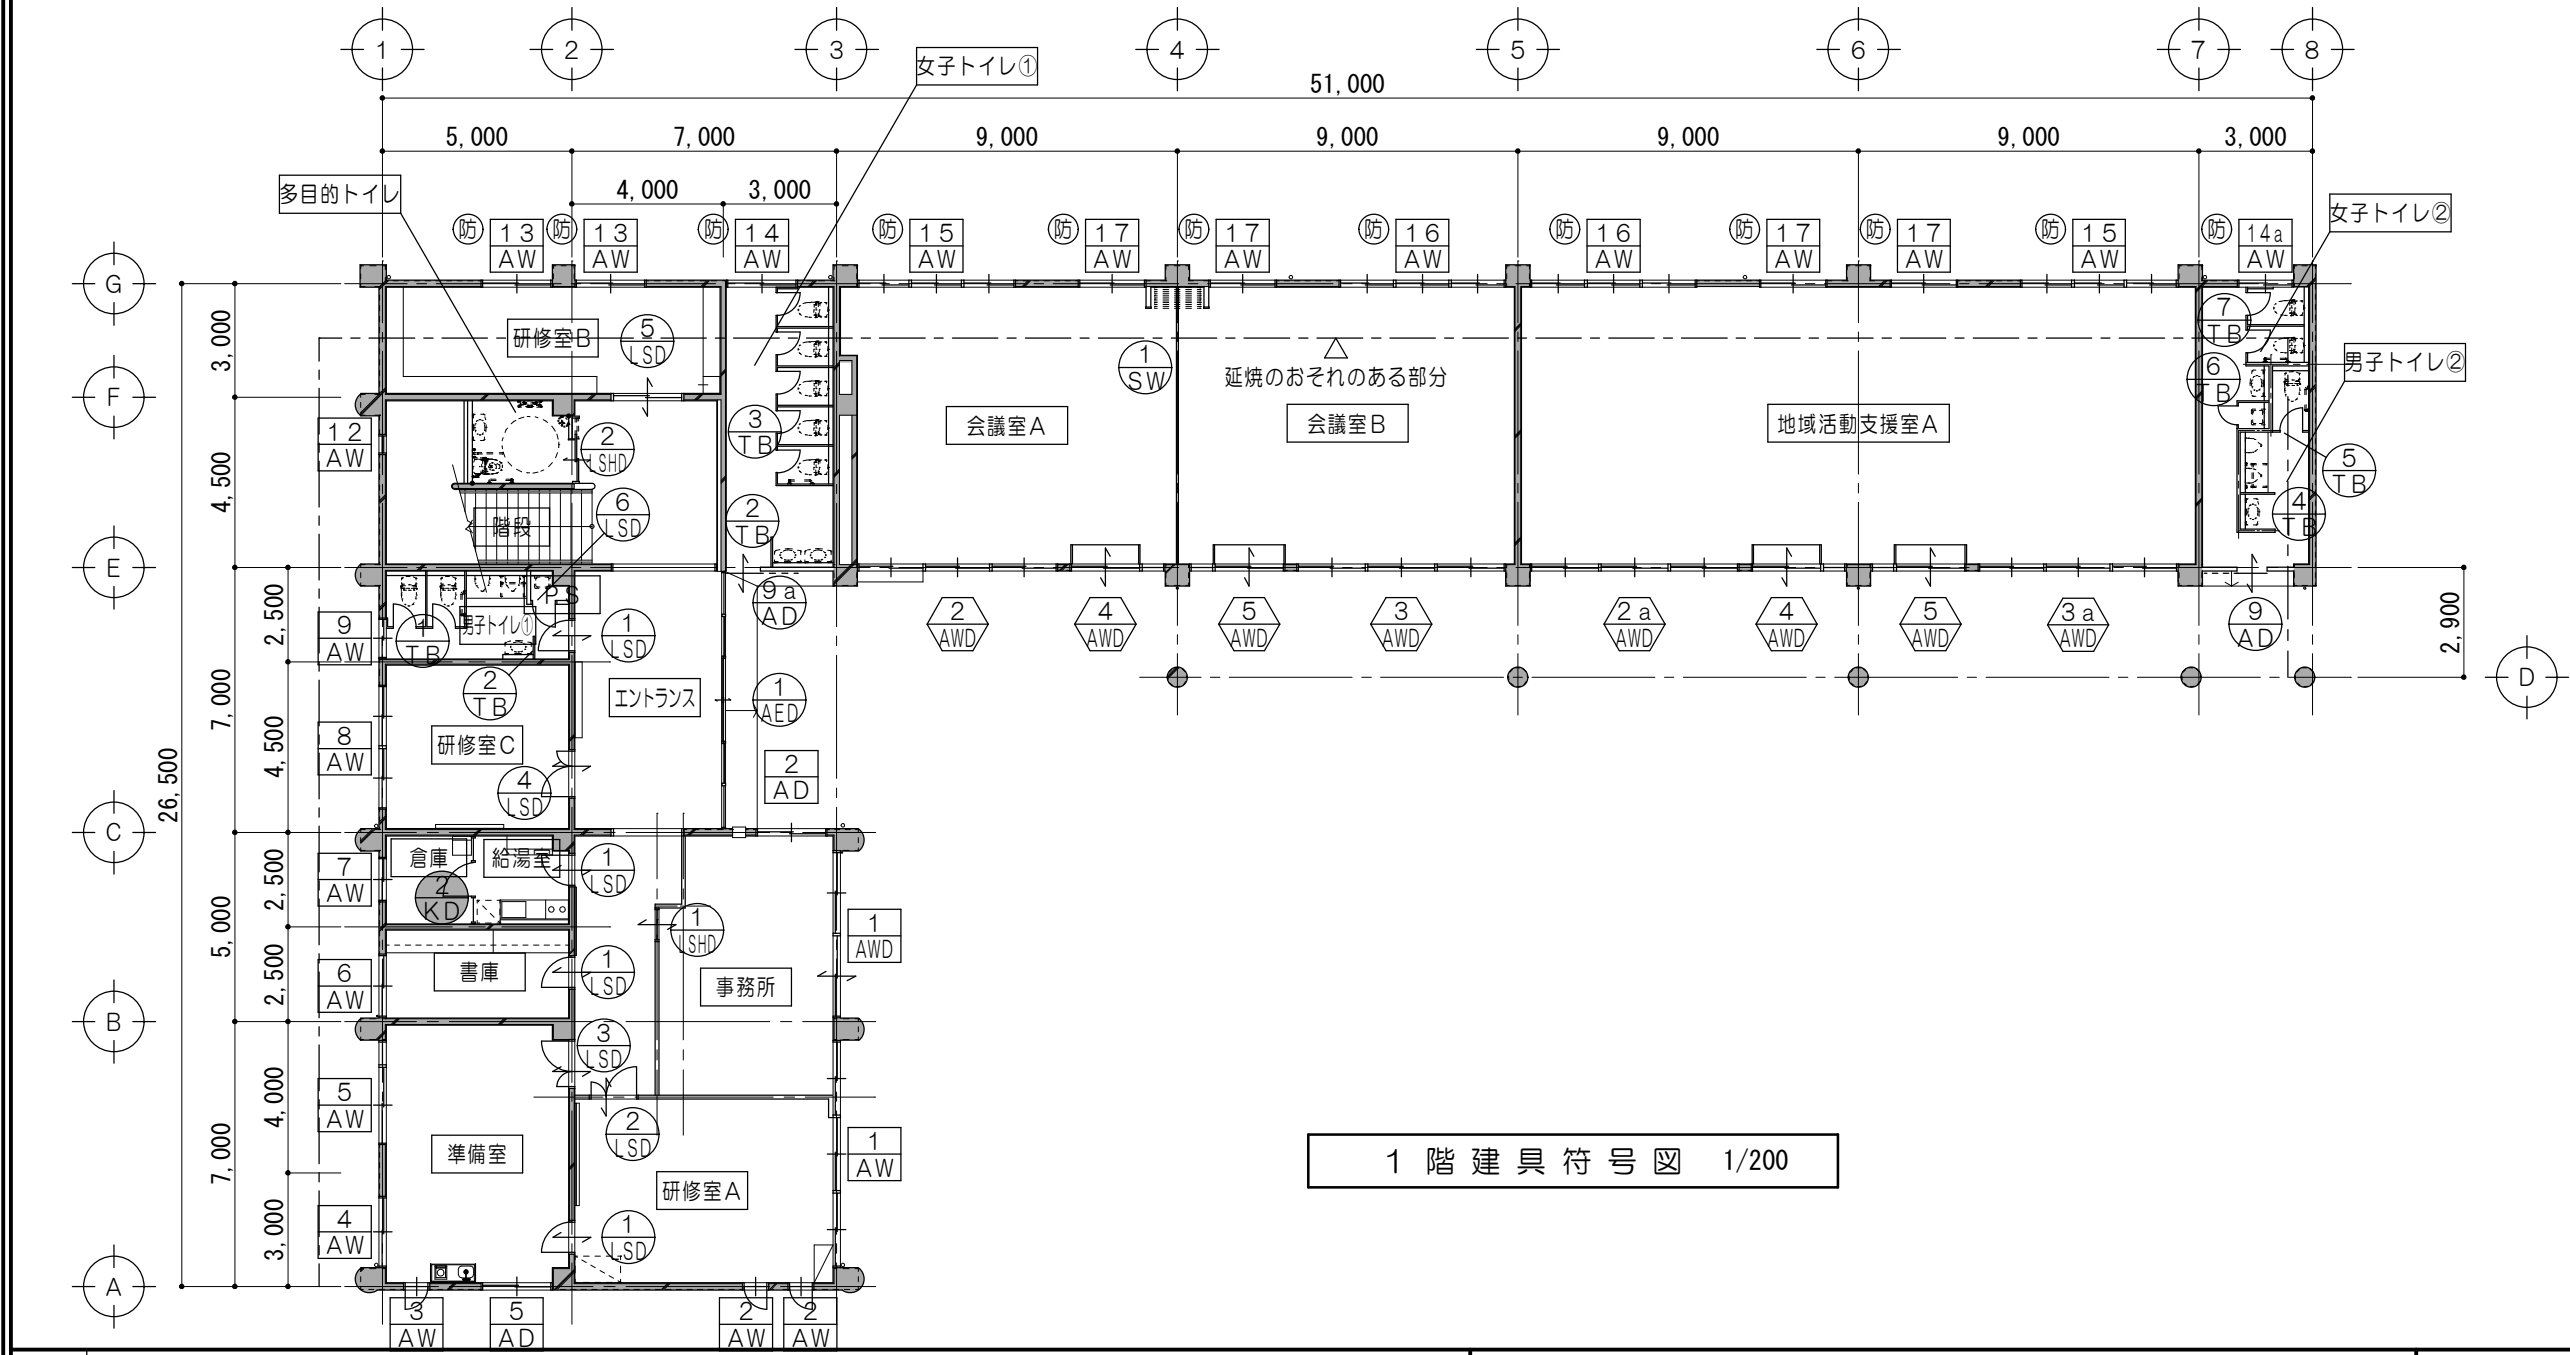 1 2 3 4 5 6 7 8
女子トイレ①
51,000
5,000 7,000 9,000 9,000 9,000 9,000 3,000
多目的トイレ
4,000 3,000
女子トイレ②
防 13 防 13 防 14 防 15 防 17 防 17 防 16 防 16 防 17 防 17 防 15 防 14a
AW AW AW AW AW AW AW AW AW AW AW AW
G
3,000
研修室B
5
LSD
1
SW
延焼のおそれのある部分
7
TB
男子トイレ②
6
TB
F
12
AW
2
LSHD
3
TB
会議室A
会議室B
地域活動支援室A
4,500
5
TB
階段
6
LSD
2
TB
4
TB
E
2,500
PS
9
AW
1
TB
男子トイレ①
1
LSD
9a
AD
2
AWD
4
AWD
5
AWD
3
AWD
2a
AWD
4
AWD
5
AWD
3a
AWD
9
AD
2,900
D
7,000
2
TB
エントランス
1
AED
8
AW
研修室C
4,500
4
LSD
2
AD
26,500
C
倉庫
給湯室
7
AW
2
KD
1
LSD
2,500
5,000
1
LSHD
1
AWD
2,500
6
AW
書庫
1
LSD
事務所
B
3
LSD
5
AW
4,000
7,000
準備室
2
LSD
1
AW
1階建具符号図 1/200
研修室A
4
AW
3,000
1
LSD
A
3
AW
5
AD
2
AW
2
AW